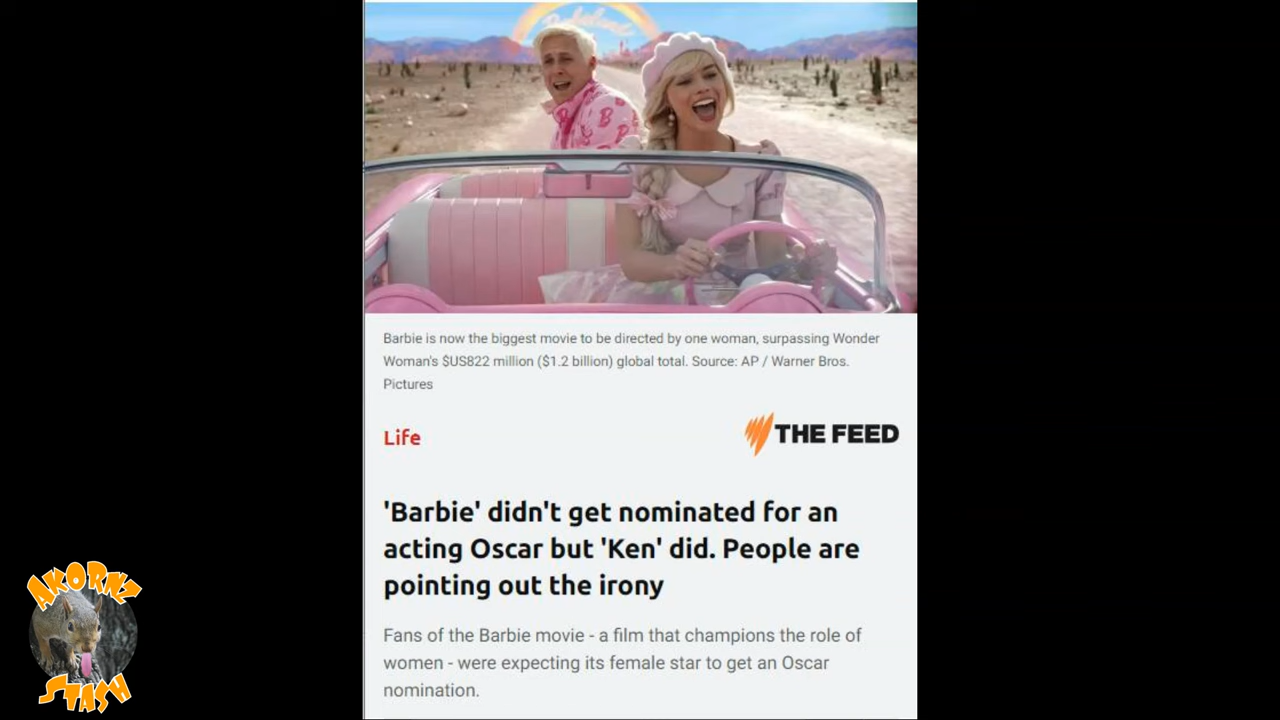 Barbie is now the biggest movie to be directed by one woman, surpassing Wonder
Woman's $US822 million ($1.2 billion) global total. Source: AP / Warner Bros.
Pictures
Life
THE FEED
'Barbie' didn't get nominated for an
acting Oscar but 'Ken' did. People are
pointing out the irony
Fans of the Barbie movie - a film that champions the role of
women - were expecting its female star to get an Oscar
nomination.
AKORNZ
STASH